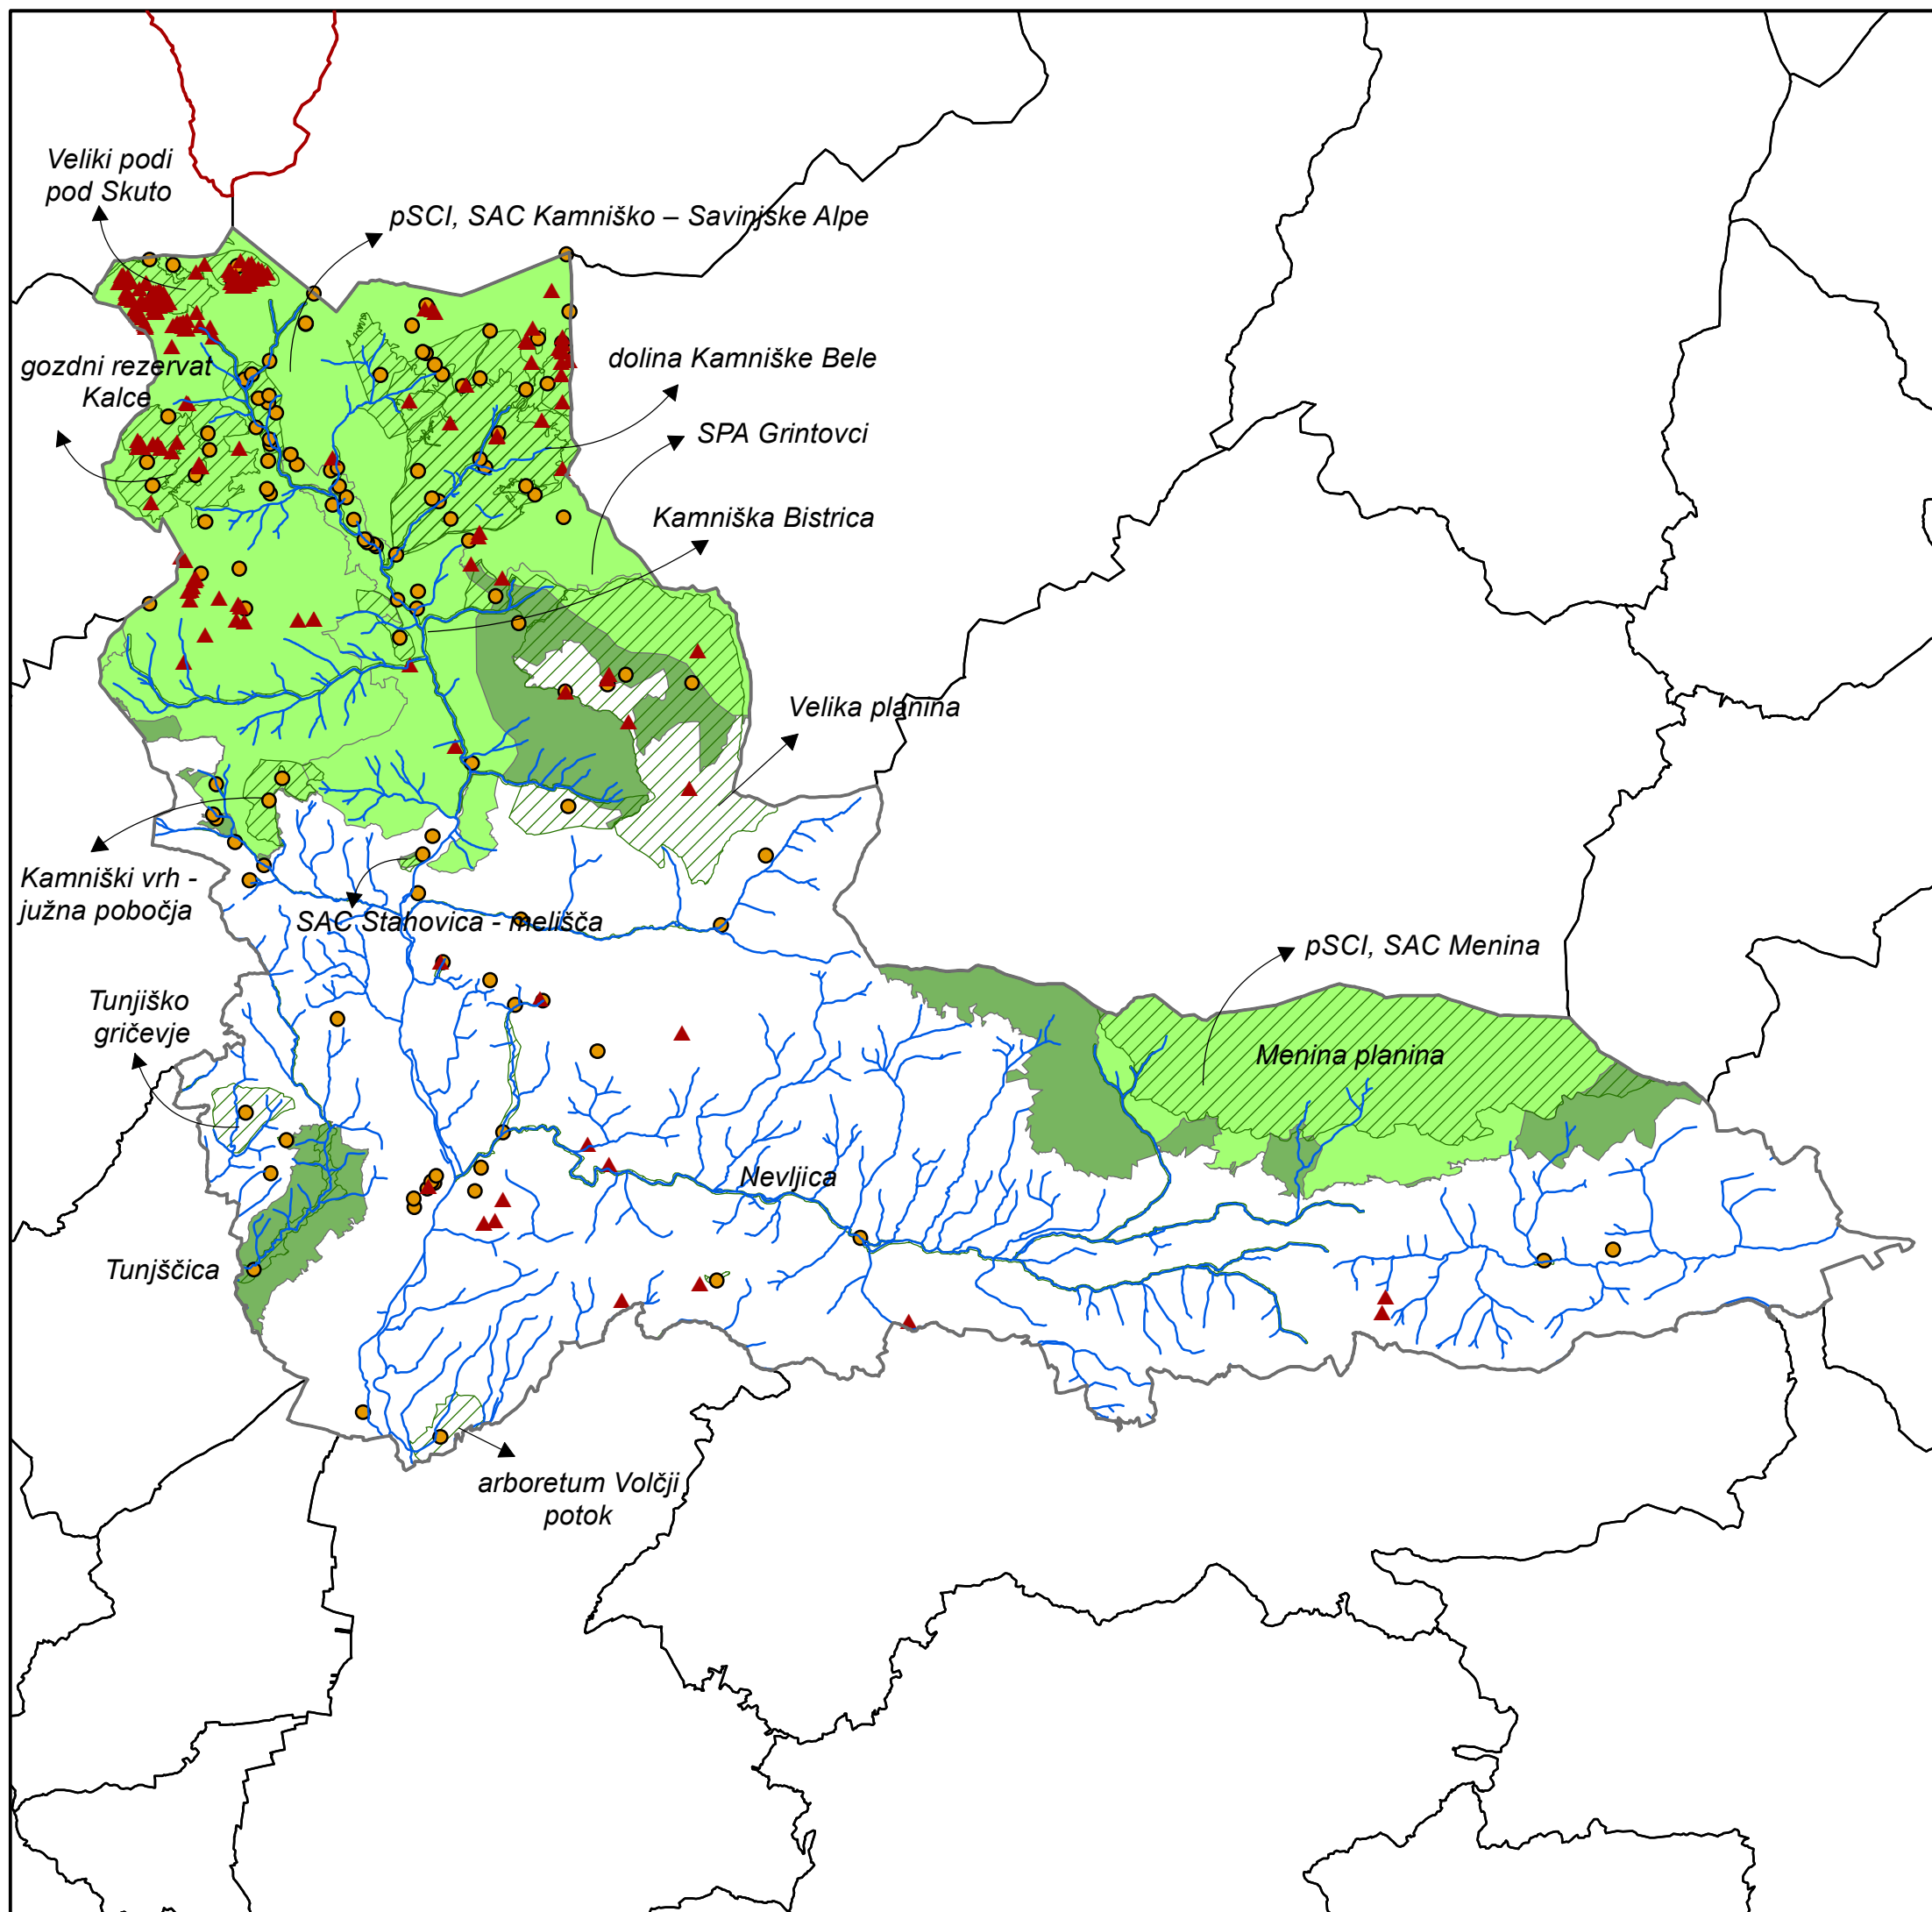 Veliki podi
pod Skuto
pSCI, SAC Kamniško – Savinjske Alpe
gozdni rezervat
Kalce
dolina Kamniške Bele
SPA Grintovci
Kamniška Bistrica
Velika planina
Kamniški vrh -
južna pobočja
SAC Stahovica - melišča
pSCI, SAC Menina
Tunjiško
gričevje
Menina planina
Nevljica
Tunjščica
arboretum Volčji
potok